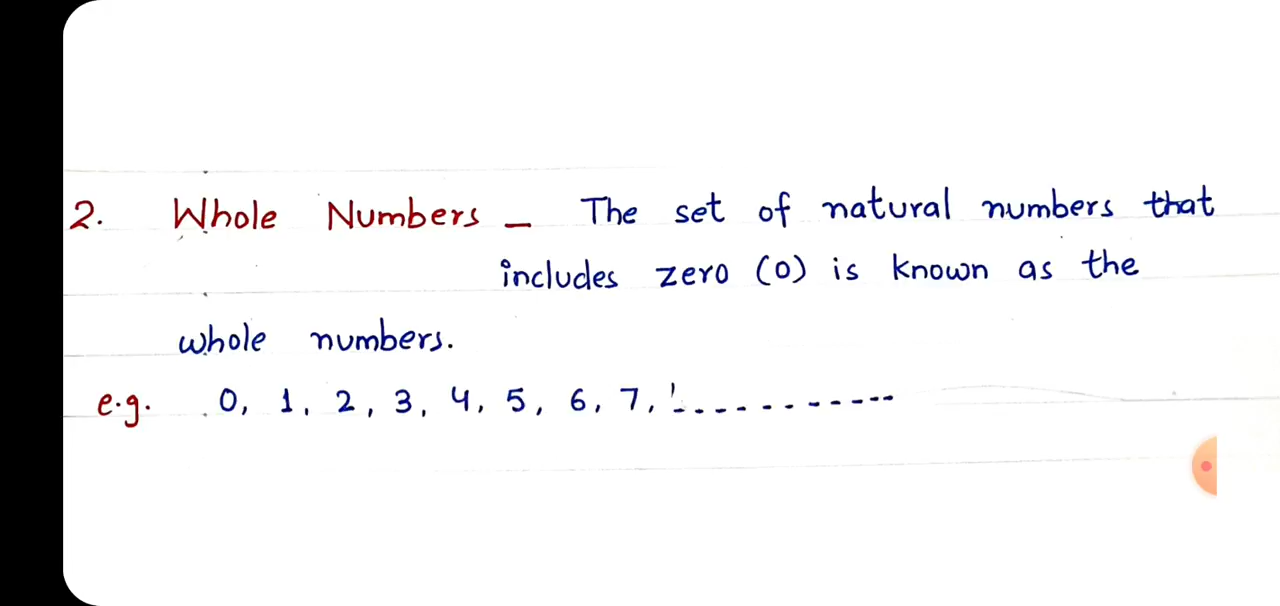 2. Whole Numbers - The set of natural numbers that
includes zero (0) is known as the
whole numbers.
e.g. 0, 1, 2, 3, 4, 5, 6, 7, ............